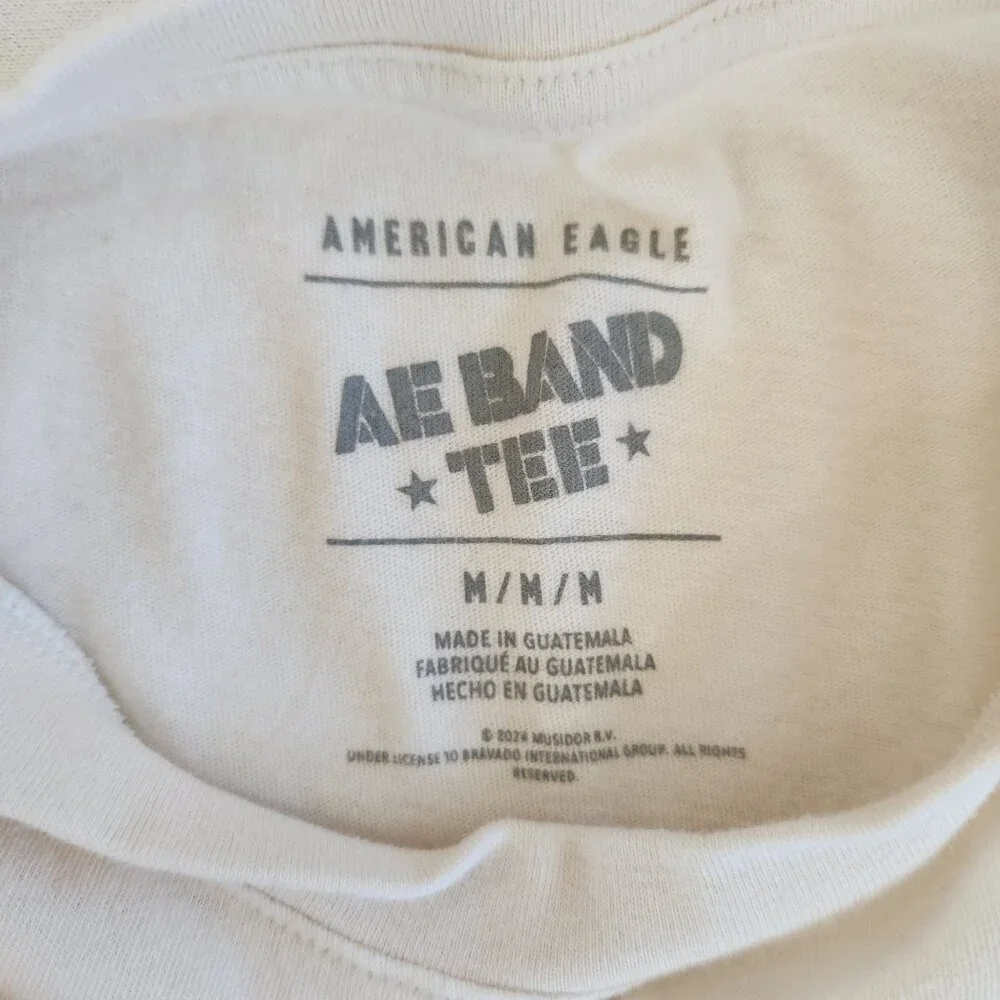 AMERICAN EAGLE
AE BAND
★ TEE ★
M/M/M
MADE IN GUATEMALA
FABRIQUÉ AU GUATEMALA
HECHO EN GUATEMALA
© 2024 MUSIDOR B.V.
UNDER LICENSE TO BRAVADO INTERNATIONAL GROUP. ALL RIGHTS
RESERVED.